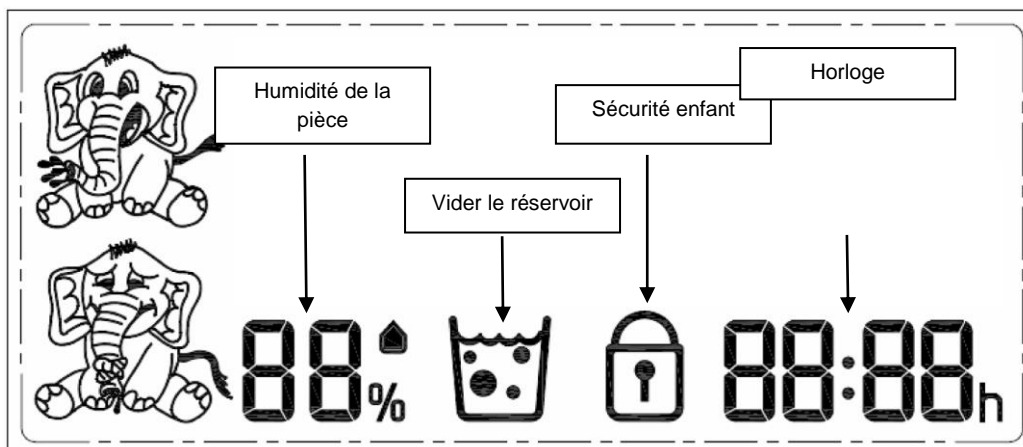 Humidité de la
pièce
Vider le réservoir
Sécurité enfant
Horloge
88%
88:88h